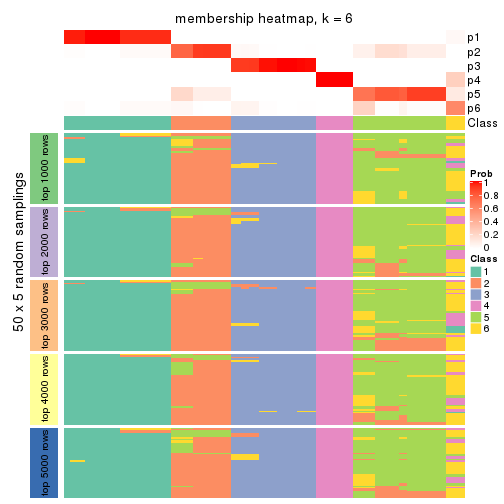 membership heatmap, k = 6
p1
p2
p3
p4
p5
p6
Class
50 x 5 random samplings
top 1000 rows
top 2000 rows
top 3000 rows
top 4000 rows
top 5000 rows
Prob
1
0.8
0.6
0.4
0.2
0
Class
1
2
3
4
5
6